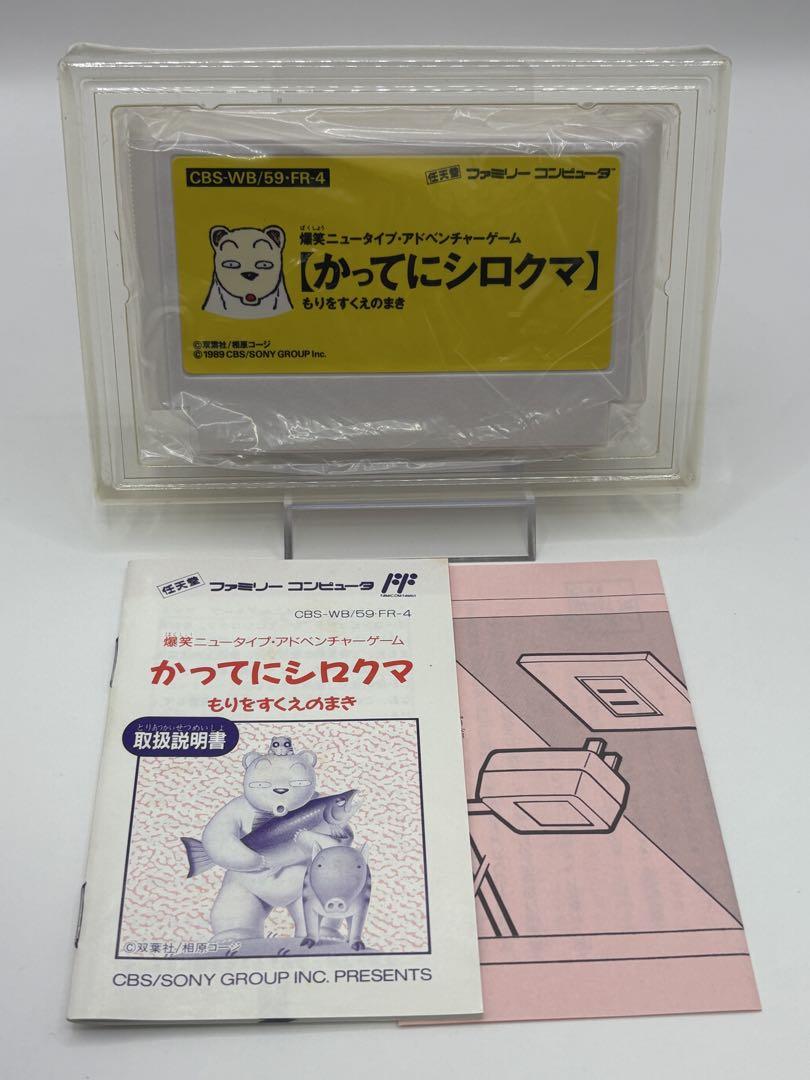 CBS-WB/59・FR-4
任天堂 ファミリー コンピュータ™
ばくしょう
爆笑ニュータイプ・アドベンチャーゲーム
【かってにシロクマ】
もりをすくえのまき
©双葉社/相原コージ
©1989 CBS/SONY GROUP Inc.
任天堂 ファミリー コンピュータ
CBS-WB/59・FR-4
ばくしょう
爆笑ニュータイプ・アドベンチャーゲーム
かってにシロクマ
もりをすくえのまき
とりあつかいせつめいしょ
取扱説明書
©双葉社/相原コージ
CBS/SONY GROUP INC. PRESENTS